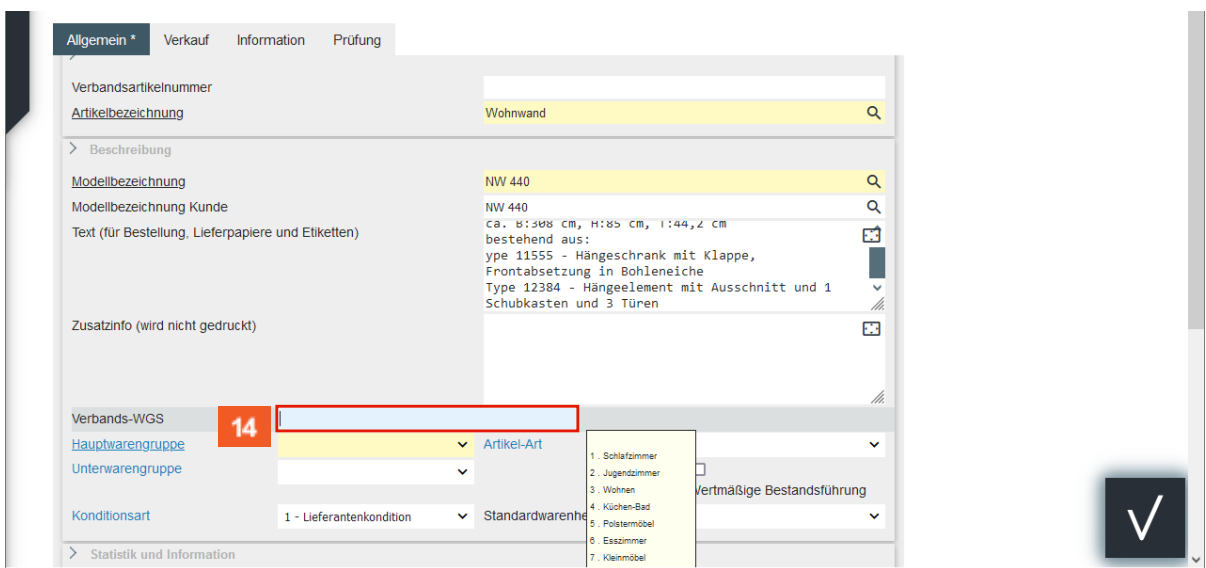 Allgemein * Verkauf Information Prüfung
Verbandsartikelnummer
Artikelbezeichnung Wohnwand
Beschreibung
Modellbezeichnung NW 440
Modellbezeichnung Kunde NW 440
Text (für Bestellung, Lieferpapiere und Etiketten)
ca. B:308 cm, H:85 cm, T:44,2 cm
bestehend aus:
ype 11555 - Hängeschrank mit Klappe,
Frontabsetzung in Bohleneiche
Type 12384 - Hängeelement mit Ausschnitt und 1
Schubkasten und 3 Türen
Zusatzinfo (wird nicht gedruckt)
Verbands-WGS 14
Hauptwarengruppe Artikel-Art
Unterwarengruppe
1 . Schlafzimmer
2 . Jugendzimmer
3 . Wohnen
4 . Küchen-Bad
5 . Polstermöbel
6 . Esszimmer
7 . Kleinmöbel
Vertmäßige Bestandsführung
Konditionsart 1 - Lieferantenkondition Standardwarenhe
Statistik und Information